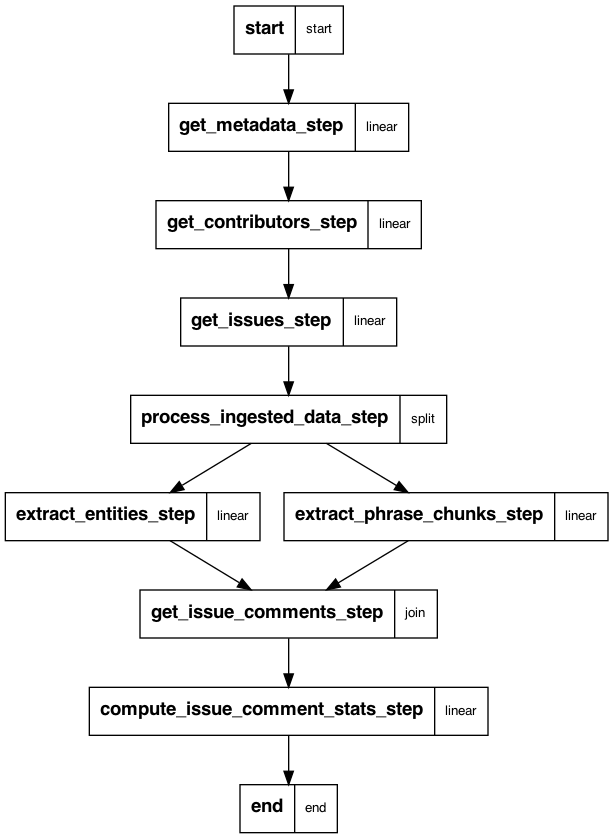 start start
get_metadata_step linear
get_contributors_step linear
get_issues_step linear
process_ingested_data_step split
extract_entities_step linear
extract_phrase_chunks_step linear
get_issue_comments_step join
compute_issue_comment_stats_step linear
end end